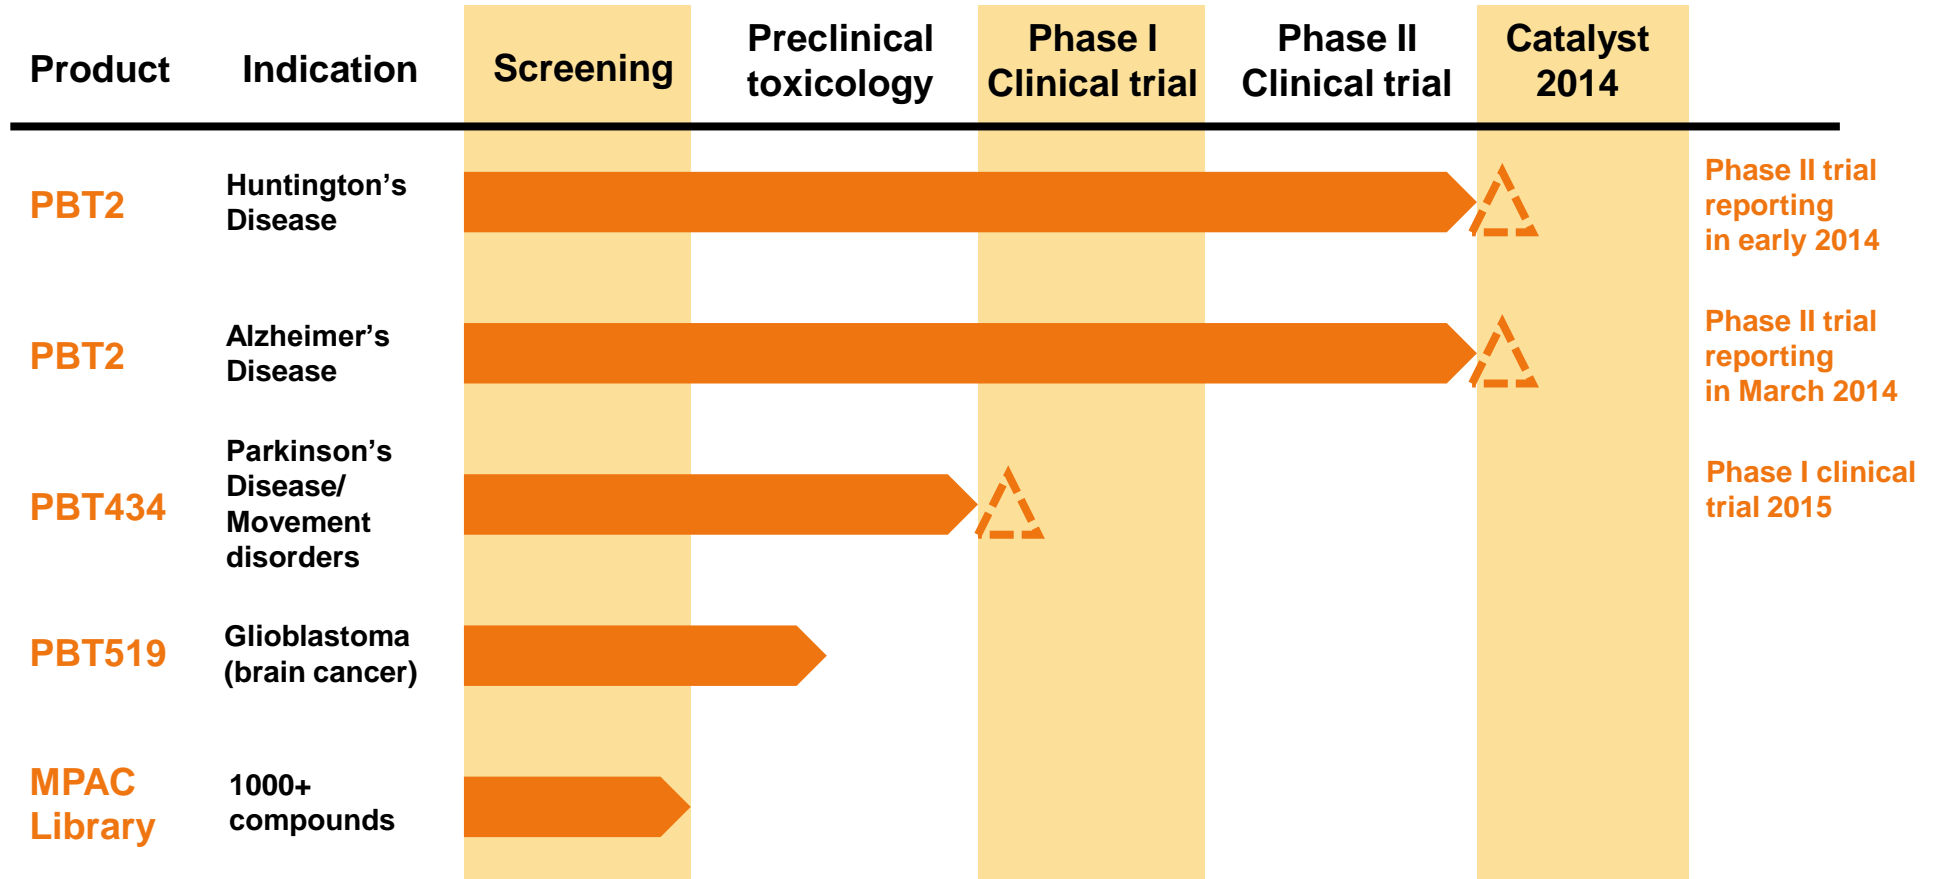 Product
Indication
Screening
Preclinical
toxicology
Phase I
Clinical trial
Phase II
Clinical trial
Catalyst
2014
PBT2
Huntington’s
Disease
Phase II trial
reporting
in early 2014
PBT2
Alzheimer’s
Disease
Phase II trial
reporting
in March 2014
PBT434
Parkinson’s
Disease/
Movement
disorders
Phase I clinical
trial 2015
PBT519
Glioblastoma
(brain cancer)
MPAC
Library
1000+
compounds